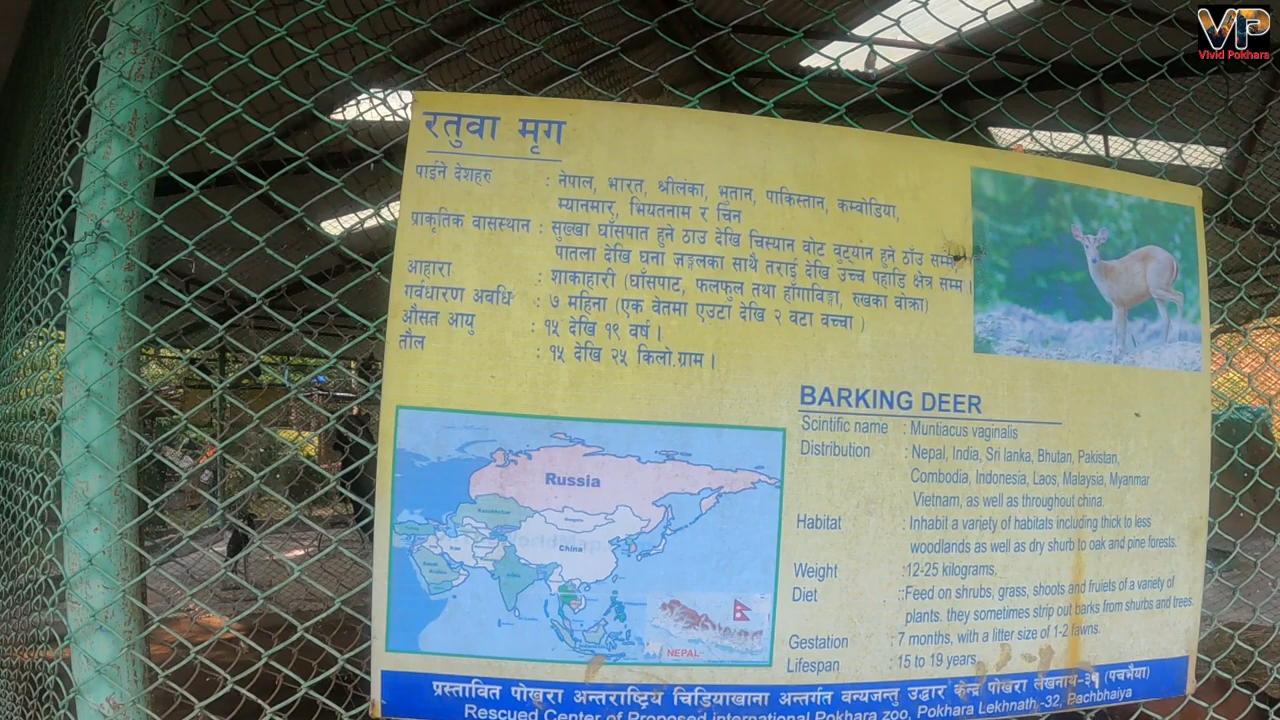 VP
Vivid Pokhara
रतुवा मृग
पाईने देशहरु : नेपाल, भारत, श्रीलंका, भुतान, पाकिस्तान, कम्वोडिया,
म्यानमार, भियतनाम र चिन
प्राकृतिक वासस्थान : सुख्खा घाँसपात हुने ठाउ देखि चिस्यान वोट वुट्यान हुने ठाँउ सम्म,
पातला देखि घना जङ्गलका साथै तराई देखि उच्च पहाडि क्षेत्र सम्म ।
आहारा : शाकाहारी (घाँसपाट, फलफुल तथा हाँगाविङ्गा, रुखका वोक्रा)
गर्वधारण अवधि : ७ महिना (एक वेतमा एउटा देखि २ वटा वच्चा )
औसत आयु : १५ देखि १९ वर्ष ।
तौल : १५ देखि २५ किलो.ग्राम ।
BARKING DEER
Scintific name : Muntiacus vaginalis
Distribution : Nepal, India, Sri lanka, Bhutan, Pakistan,
Combodia, Indonesia, Laos, Malaysia, Myanmar
Vietnam, as well as throughout china.
Habitat : Inhabit a variety of habitats including thick to less
woodlands as well as dry shurb to oak and pine forests.
Weight : 12-25 kilograms.
Diet : Feed on shrubs, grass, shoots and fruiets of a variety of
plants. they sometimes strip out barks from shurbs and trees.
Gestation : 7 months, with a litter size of 1-2 fawns.
Lifespan : 15 to 19 years
Russia
Kazakhstan
Mongolia
China
Iran
Saudi
Arabia
India
NEPAL
प्रस्तावित पोखरा अन्तराष्ट्रिय चिडियाखाना अन्तर्गत वन्यजन्तु उद्धार केन्द्र पोखरा लेखनाथ-३२ (पचभैया)
Rescued Center of Proposed international Pokhara zoo, Pokhara Lekhnath,-32, Pachbhaiya